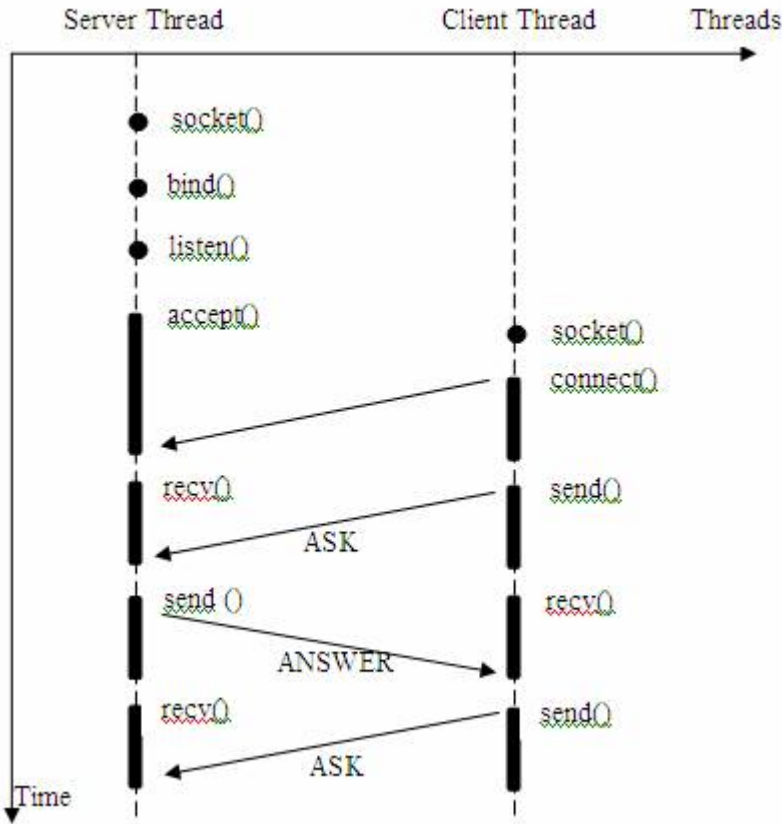 Server Thread
Client Thread
Threads
socket()
bind()
listen()
accept()
socket()
connect()
recv()
send()
ASK
send ()
recv()
ANSWER
recv()
send()
ASK
Time